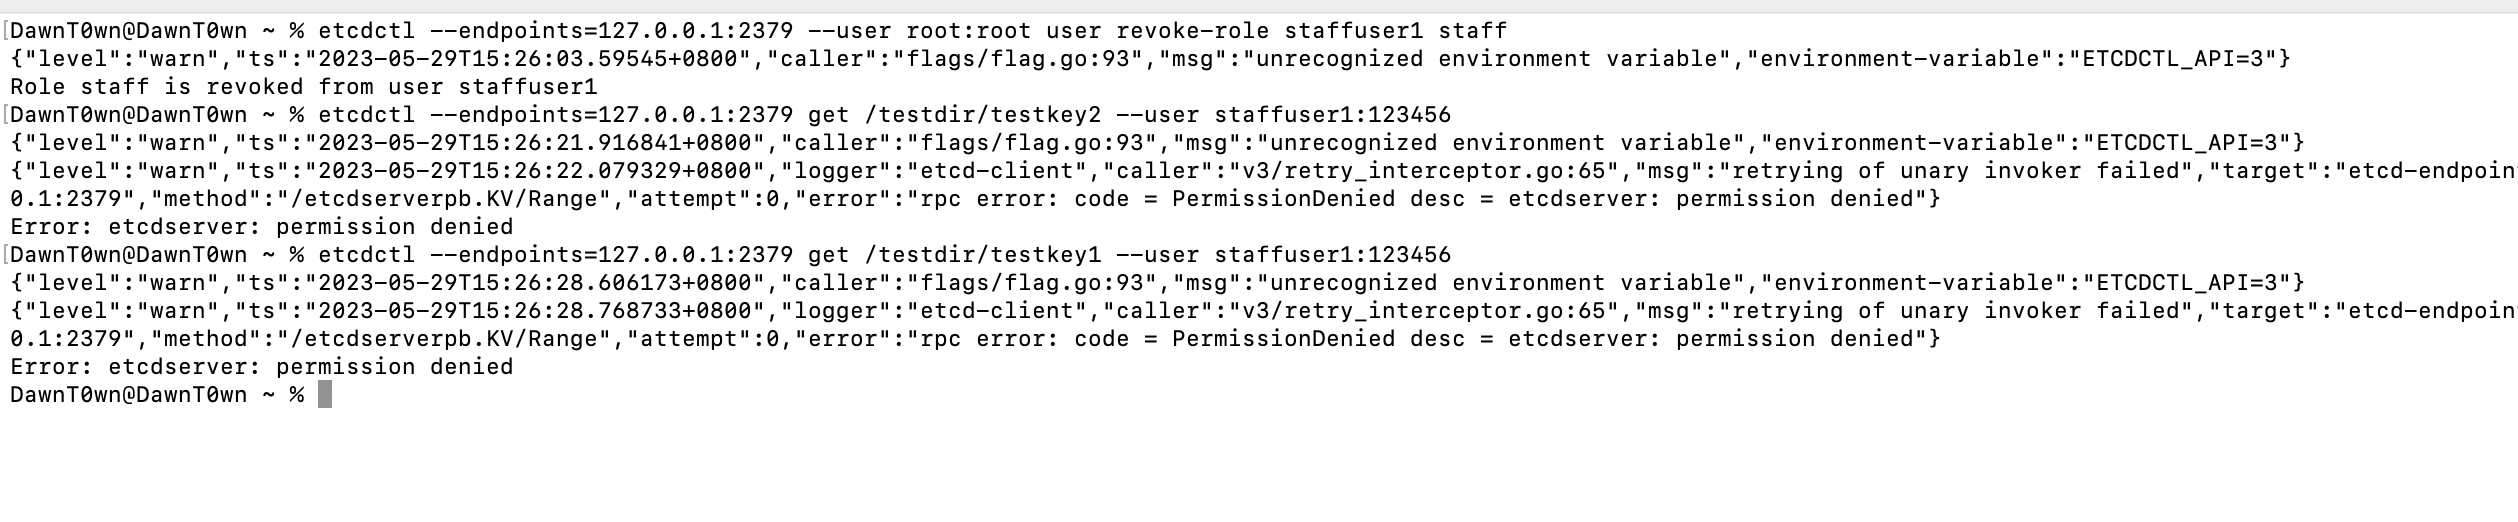 [DawnT0wn@DawnT0wn ~ % etcdctl --endpoints=127.0.0.1:2379 --user root:root user revoke-role staffuser1 staff
{"level":"warn","ts":"2023-05-29T15:26:03.59545+0800","caller":"flags/flag.go:93","msg":"unrecognized environment variable","environment-variable":"ETCDCTL_API=3"}
Role staff is revoked from user staffuser1
[DawnT0wn@DawnT0wn ~ % etcdctl --endpoints=127.0.0.1:2379 get /testdir/testkey2 --user staffuser1:123456
{"level":"warn","ts":"2023-05-29T15:26:21.916841+0800","caller":"flags/flag.go:93","msg":"unrecognized environment variable","environment-variable":"ETCDCTL_API=3"}
{"level":"warn","ts":"2023-05-29T15:26:22.079329+0800","logger":"etcd-client","caller":"v3/retry_interceptor.go:65","msg":"retrying of unary invoker failed","target":"etcd-endpoin
0.1:2379","method":"/etcdserverpb.KV/Range","attempt":0,"error":"rpc error: code = PermissionDenied desc = etcdserver: permission denied"}
Error: etcdserver: permission denied
[DawnT0wn@DawnT0wn ~ % etcdctl --endpoints=127.0.0.1:2379 get /testdir/testkey1 --user staffuser1:123456
{"level":"warn","ts":"2023-05-29T15:26:28.606173+0800","caller":"flags/flag.go:93","msg":"unrecognized environment variable","environment-variable":"ETCDCTL_API=3"}
{"level":"warn","ts":"2023-05-29T15:26:28.768733+0800","logger":"etcd-client","caller":"v3/retry_interceptor.go:65","msg":"retrying of unary invoker failed","target":"etcd-endpoin
0.1:2379","method":"/etcdserverpb.KV/Range","attempt":0,"error":"rpc error: code = PermissionDenied desc = etcdserver: permission denied"}
Error: etcdserver: permission denied
DawnT0wn@DawnT0wn ~ %